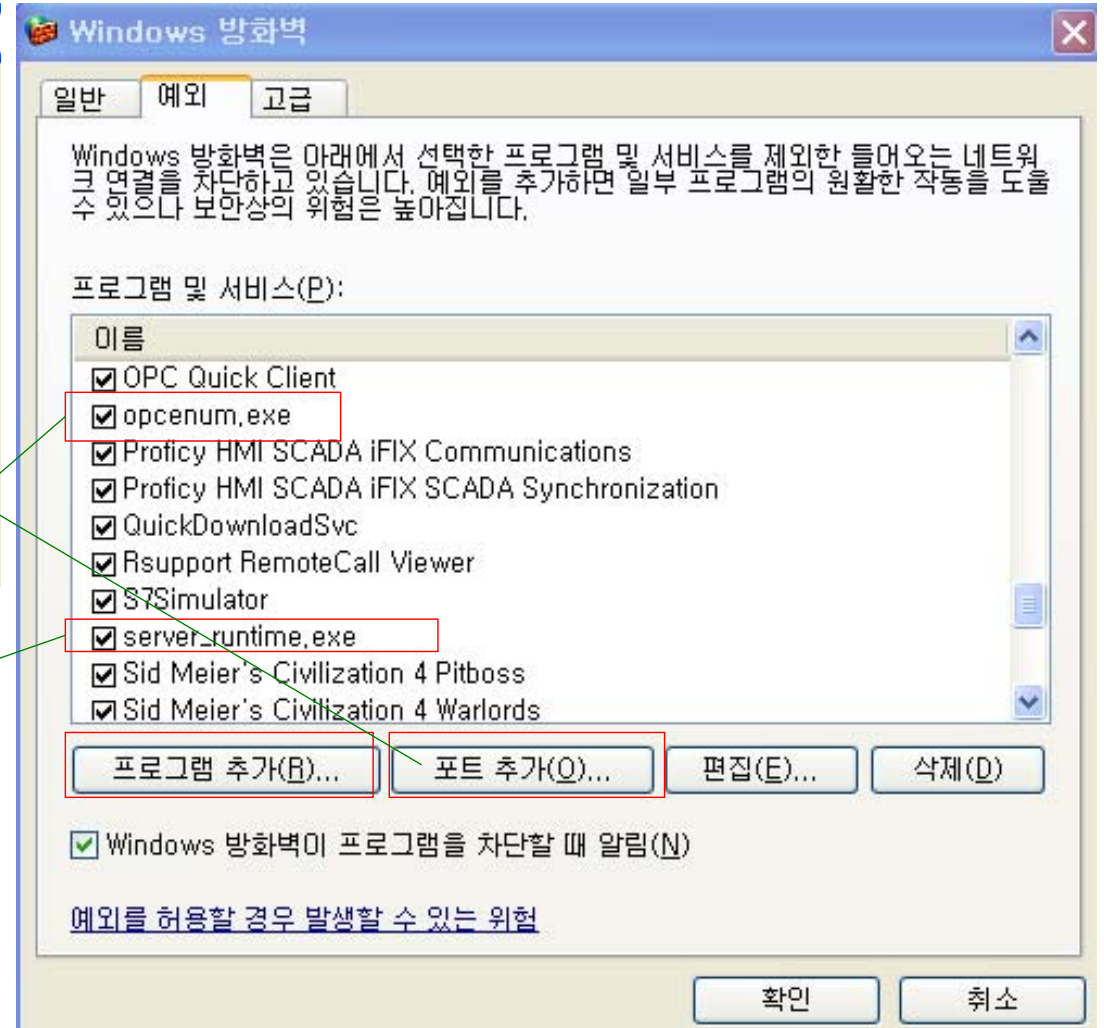 Windows 방화벽
일반 예외 고급
Windows 방화벽은 아래에서 선택한 프로그램 및 서비스를 제외한 들어오는 네트워
크 연결을 차단하고 있습니다. 예외를 추가하면 일부 프로그램의 원활한 작동을 도울
수 있으나 보안상의 위험은 높아집니다.
프로그램 및 서비스(P):
이름
OPC Quick Client
opcenum.exe
Proficy HMI SCADA iFIX Communications
Proficy HMI SCADA iFIX SCADA Synchronization
QuickDownloadSvc
Rsupport RemoteCall Viewer
S7Simulator
server_runtime.exe
Sid Meier's Civilization 4 Pitboss
Sid Meier's Civilization 4 Warlords
프로그램 추가(R)... 포트 추가(O)... 편집(E)... 삭제(D)
Windows 방화벽이 프로그램을 차단할 때 알림(N)
예외를 허용할 경우 발생할 수 있는 위험
확인 취소